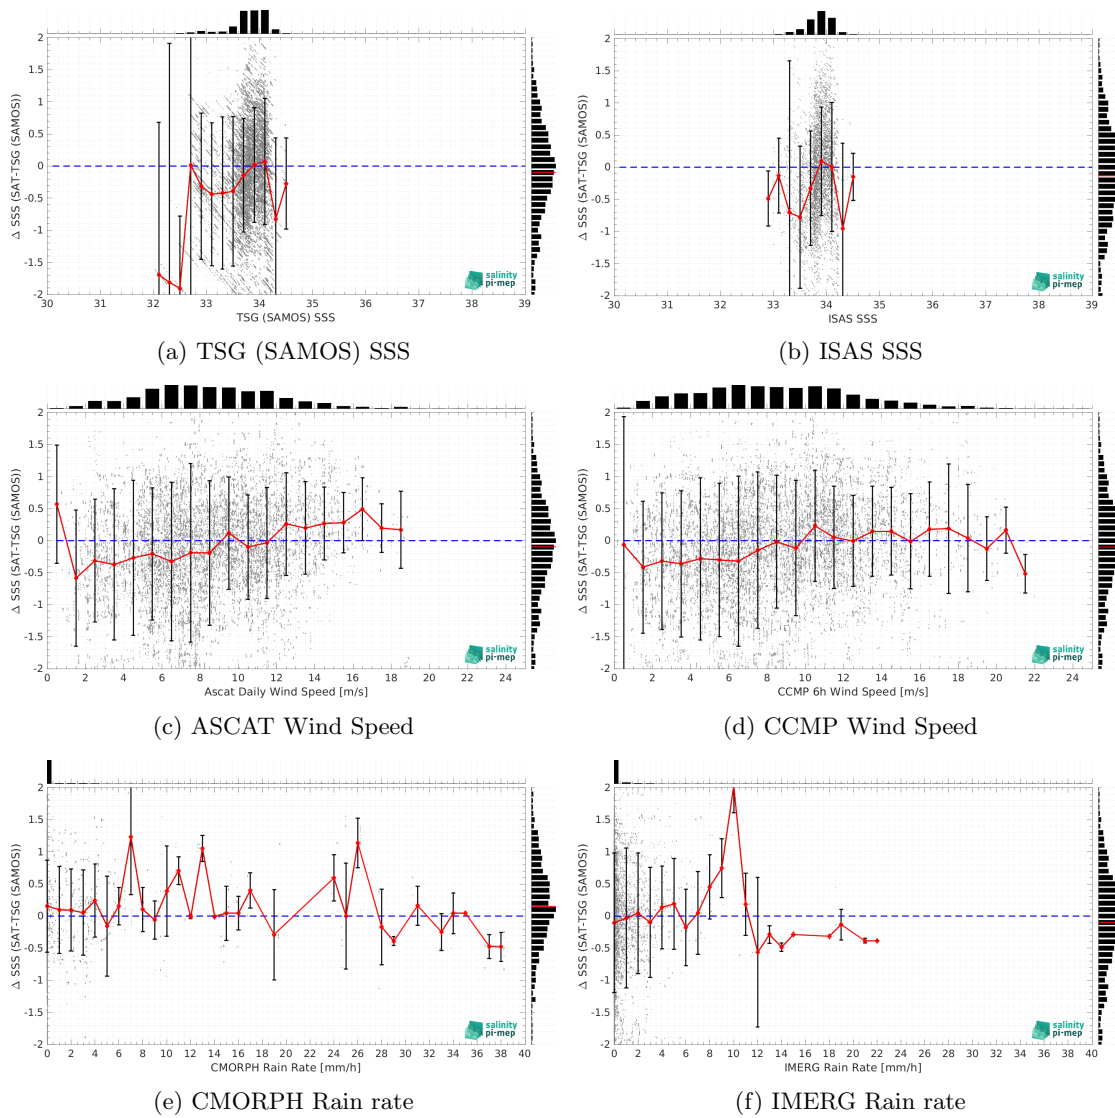 2
1.5
1
0.5
0
-0.5
-1
-1.5
-2
Δ SSS (SAT-TSG (SAMOS))
30 31 32 33 34 35 36 37 38 39
TSG (SAMOS) SSS
salinity
pi-mep
(a) TSG (SAMOS) SSS
2
1.5
1
0.5
0
-0.5
-1
-1.5
-2
Δ SSS (SAT-TSG (SAMOS))
30 31 32 33 34 35 36 37 38 39
ISAS SSS
salinity
pi-mep
(b) ISAS SSS
2
1.5
1
0.5
0
-0.5
-1
-1.5
-2
Δ SSS (SAT-TSG (SAMOS))
0 2 4 6 8 10 12 14 16 18 20 22 24
Ascat Daily Wind Speed [m/s]
salinity
pi-mep
(c) ASCAT Wind Speed
2
1.5
1
0.5
0
-0.5
-1
-1.5
-2
Δ SSS (SAT-TSG (SAMOS))
0 2 4 6 8 10 12 14 16 18 20 22 24
CCMP 6h Wind Speed [m/s]
salinity
pi-mep
(d) CCMP Wind Speed
2
1.5
1
0.5
0
-0.5
-1
-1.5
-2
Δ SSS (SAT-TSG (SAMOS))
0 2 4 6 8 10 12 14 16 18 20 22 24 26 28 30 32 34 36 38 40
CMORPH Rain Rate [mm/h]
salinity
pi-mep
(e) CMORPH Rain rate
2
1.5
1
0.5
0
-0.5
-1
-1.5
-2
Δ SSS (SAT-TSG (SAMOS))
0 2 4 6 8 10 12 14 16 18 20 22 24 26 28 30 32 34 36 38 40
IMERG Rain Rate [mm/h]
salinity
pi-mep
(f) IMERG Rain rate